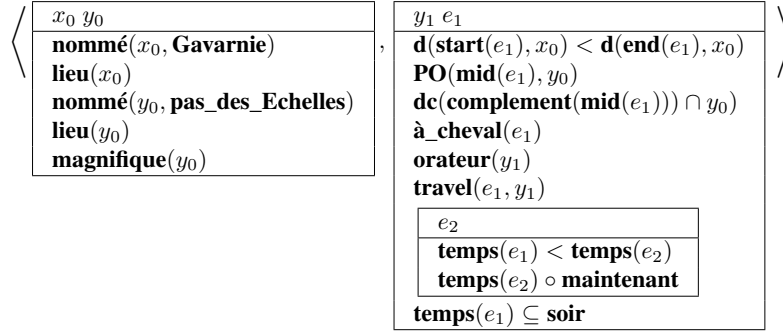 ⟨ x₀ y₀
nommé(x₀, Gavarnie)
lieu(x₀)
nommé(y₀, pas_des_Echelles)
lieu(y₀)
magnifique(y₀)
,
y₁ e₁
d(start(e₁), x₀) < d(end(e₁), x₀)
PO(mid(e₁), y₀)
dc(complement(mid(e₁))) ∩ y₀)
à_cheval(e₁)
orateur(y₁)
travel(e₁, y₁)
e₂
temps(e₁) < temps(e₂)
temps(e₂) ∘ maintenant
temps(e₁) ⊆ soir
⟩